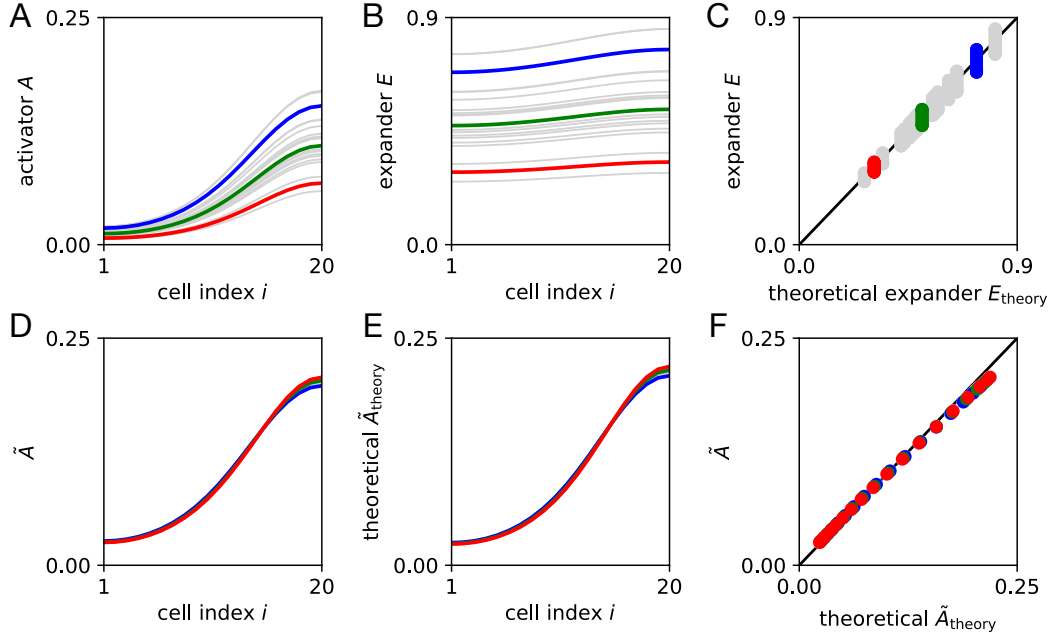 A
0.25
activator A
0.00
1
20
cell index i
B
0.9
expander E
0.0
1
20
cell index i
C
0.9
expander E
0.0
0.0
0.9
theoretical expander E_theory
D
0.25
Ã
0.00
1
20
cell index i
E
0.25
theoretical Ã_theory
0.00
1
20
cell index i
F
0.25
Ã
0.00
0.00
0.25
theoretical Ã_theory